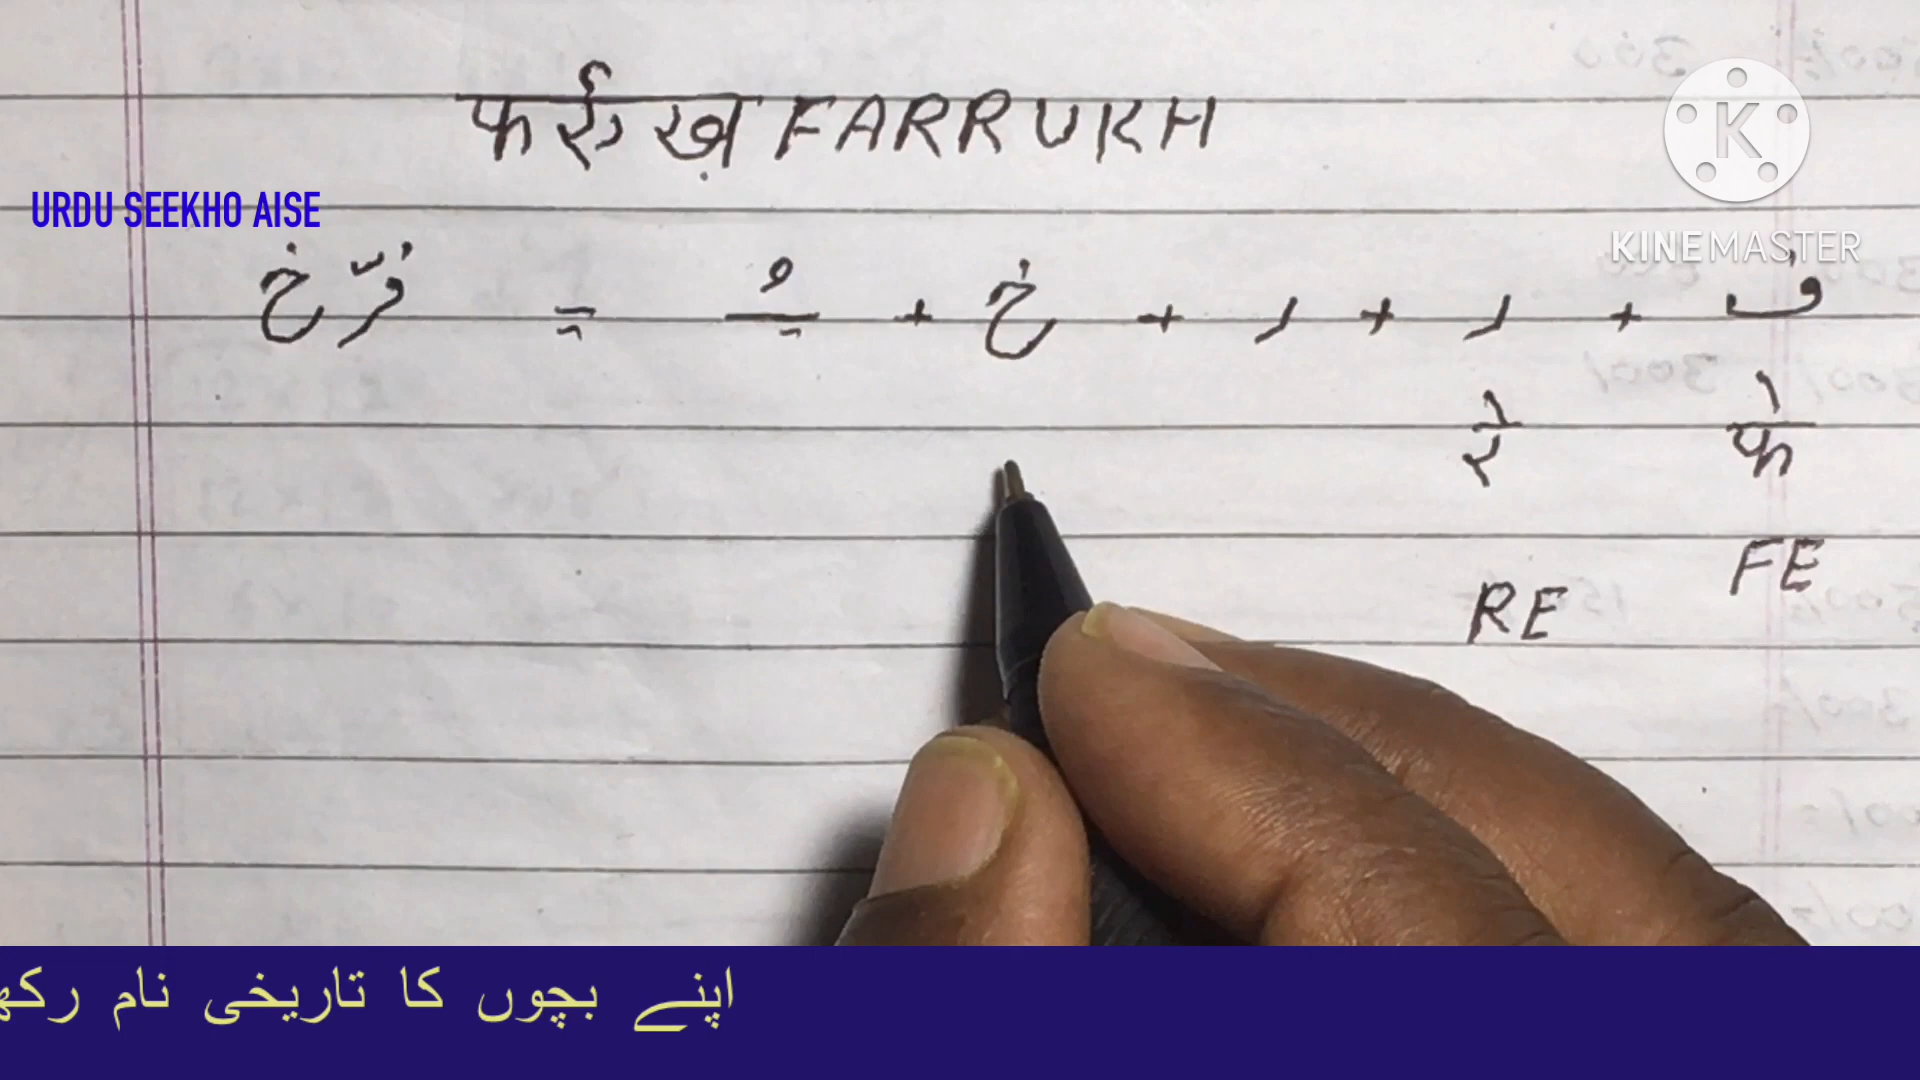 फर्रुख़ FARRUKH
K
KINEMASTER
URDU SEEKHO AISE
ف + ر + ر + خ + ـُ = فرّخ
फे
रे
FE
RE
اپنے بچوں کا تاریخی نام رکھ